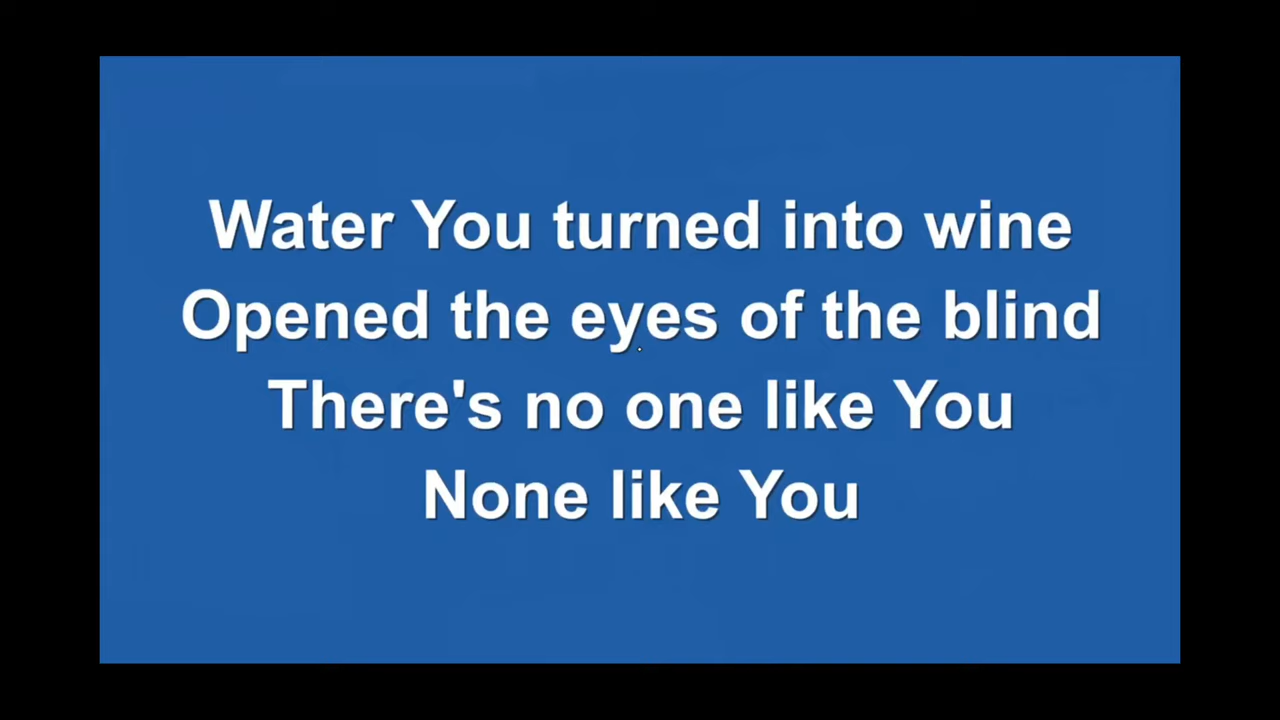 Water You turned into wine
Opened the eyes of the blind
There's no one like You
None like You